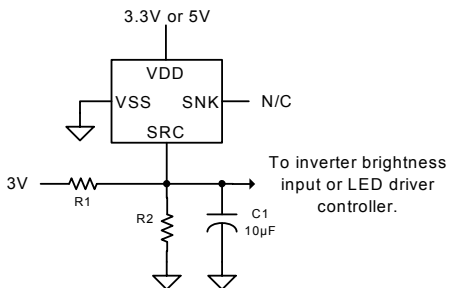 3.3V or 5V
VDD
VSS SNK N/C
SRC
To inverter brightness
input or LED driver
controller.
3V
R1
R2
C1
10µF